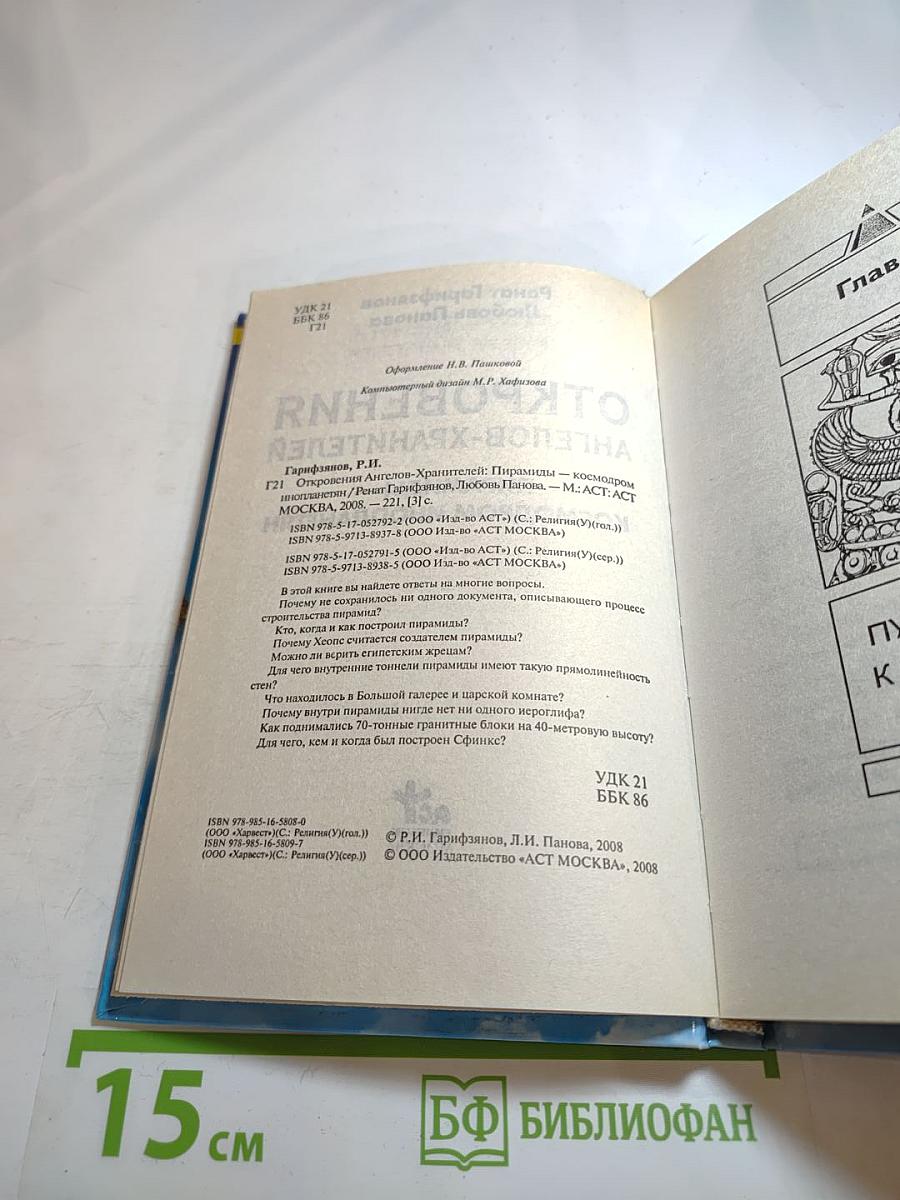 УДК 21
ББК 86
Г21
Оформление Н.В. Пашковой
Компьютерный дизайн М.Р. Хафизова
Гарифзянов, Р.И.
Г21 Откровения Ангелов-Хранителей: Пирамиды — космодром
инопланетян / Ренат Гарифзянов, Любовь Панова. — М.: АСТ: АСТ
МОСКВА, 2008. — 221, [3] с.
ISBN 978-5-17-052792-2 (ООО «Изд-во АСТ») (С.: Религия(У)(гол.))
ISBN 978-5-9713-8937-8 (ООО Изд-во «АСТ МОСКВА»)
ISBN 978-5-17-052791-5 (ООО «Изд-во АСТ») (С.: Религия(У)(сер.))
ISBN 978-5-9713-8938-5 (ООО Изд-во «АСТ МОСКВА»)
В этой книге вы найдете ответы на многие вопросы.
Почему не сохранилось ни одного документа, описывающего процесс
строительства пирамид?
Кто, когда и как построил пирамиды?
Почему Хеопс считается создателем пирамиды?
Можно ли верить египетским жрецам?
Для чего внутренние тоннели пирамиды имеют такую прямолинейность
стен?
Что находилось в Большой галерее и царской комнате?
Почему внутри пирамиды нигде нет ни одного иероглифа?
Как поднимались 70-тонные гранитные блоки на 40-метровую высоту?
Для чего, кем и когда был построен Сфинкс?
УДК 21
ББК 86
ISBN 978-985-16-5808-0
(ООО «Харвест»)(С.: Религия(У)(гол.))
ISBN 978-985-16-5809-7
(ООО «Харвест»)(С.: Религия(У)(сер.))
© Р.И. Гарифзянов, Л.И. Панова, 2008
© ООО Издательство «АСТ МОСКВА», 2008
Глав
ПУ
К
15 см
БФ БИБЛИОФАН